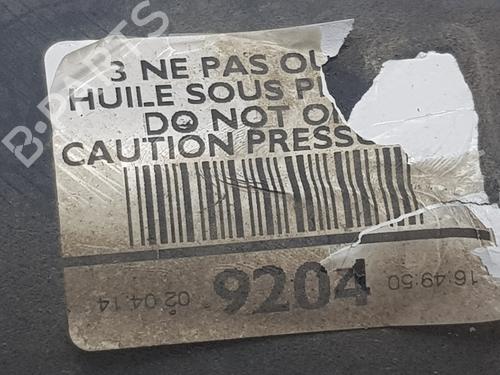 3 NE PAS OU
HUILE SOUS P
DO NOT O
CAUTION PRESS
9204
02.04.14
16:49:50
B-PARTS